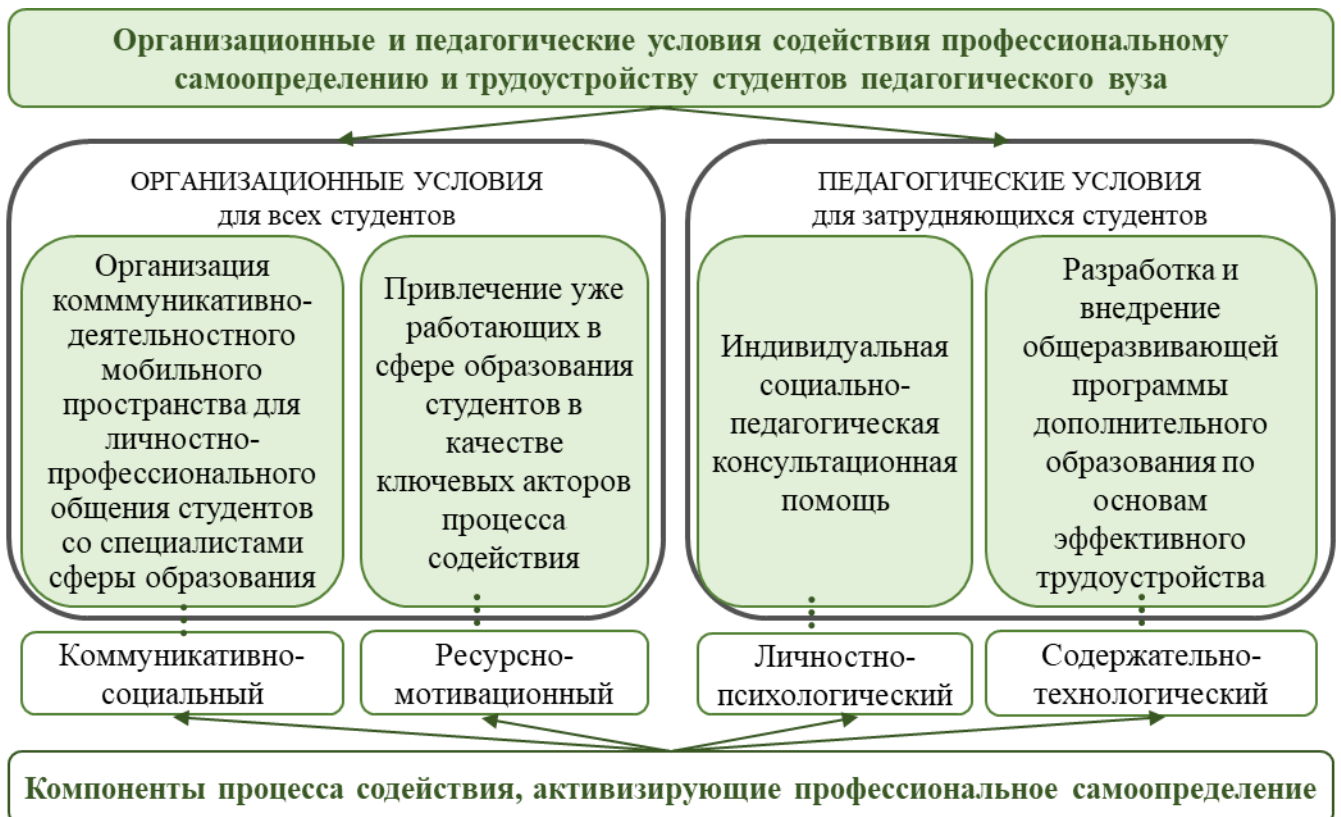 Организационные и педагогические условия содействия профессиональному
самоопределению и трудоустройству студентов педагогического вуза
ОРГАНИЗАЦИОННЫЕ УСЛОВИЯ
для всех студентов
Организация
комммуникативно-
деятельностного
мобильного
пространства для
личностно-
профессионального
общения студентов
со специалистами
сферы образования
Привлечение уже
работающих в
сфере образования
студентов в
качестве
ключевых акторов
процесса
содействия
ПЕДАГОГИЧЕСКИЕ УСЛОВИЯ
для затрудняющихся студентов
Индивидуальная
социально-
педагогическая
консультационная
помощь
Разработка и
внедрение
общеразвивающей
программы
дополнительного
образования по
основам
эффективного
трудоустройства
Коммуникативно-
социальный
Ресурсно-
мотивационный
Личностно-
психологический
Содержательно-
технологический
Компоненты процесса содействия, активизирующие профессиональное самоопределение